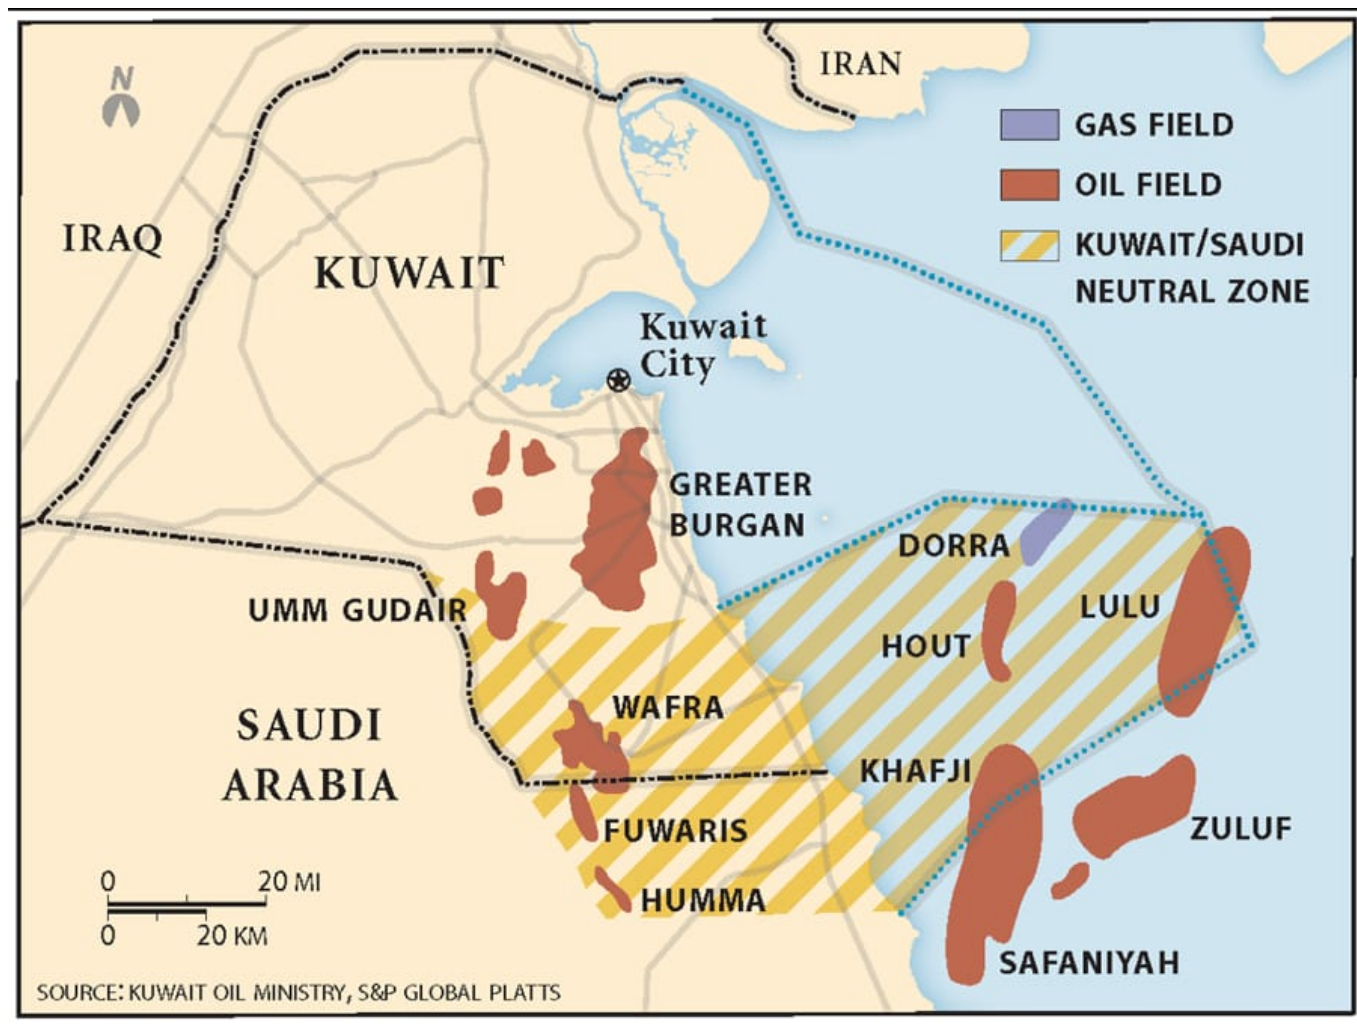 N
IRAN
GAS FIELD
OIL FIELD
KUWAIT/SAUDI
NEUTRAL ZONE
IRAQ
KUWAIT
Kuwait
City
GREATER
BURGAN
DORRA
UMM GUDAIR
LULU
HOUT
WAFRA
SAUDI
ARABIA
KHAFJI
FUWARIS
ZULUF
HUMMA
0 20 MI
0 20 KM
SAFANIYAH
SOURCE: KUWAIT OIL MINISTRY, S&P GLOBAL PLATTS